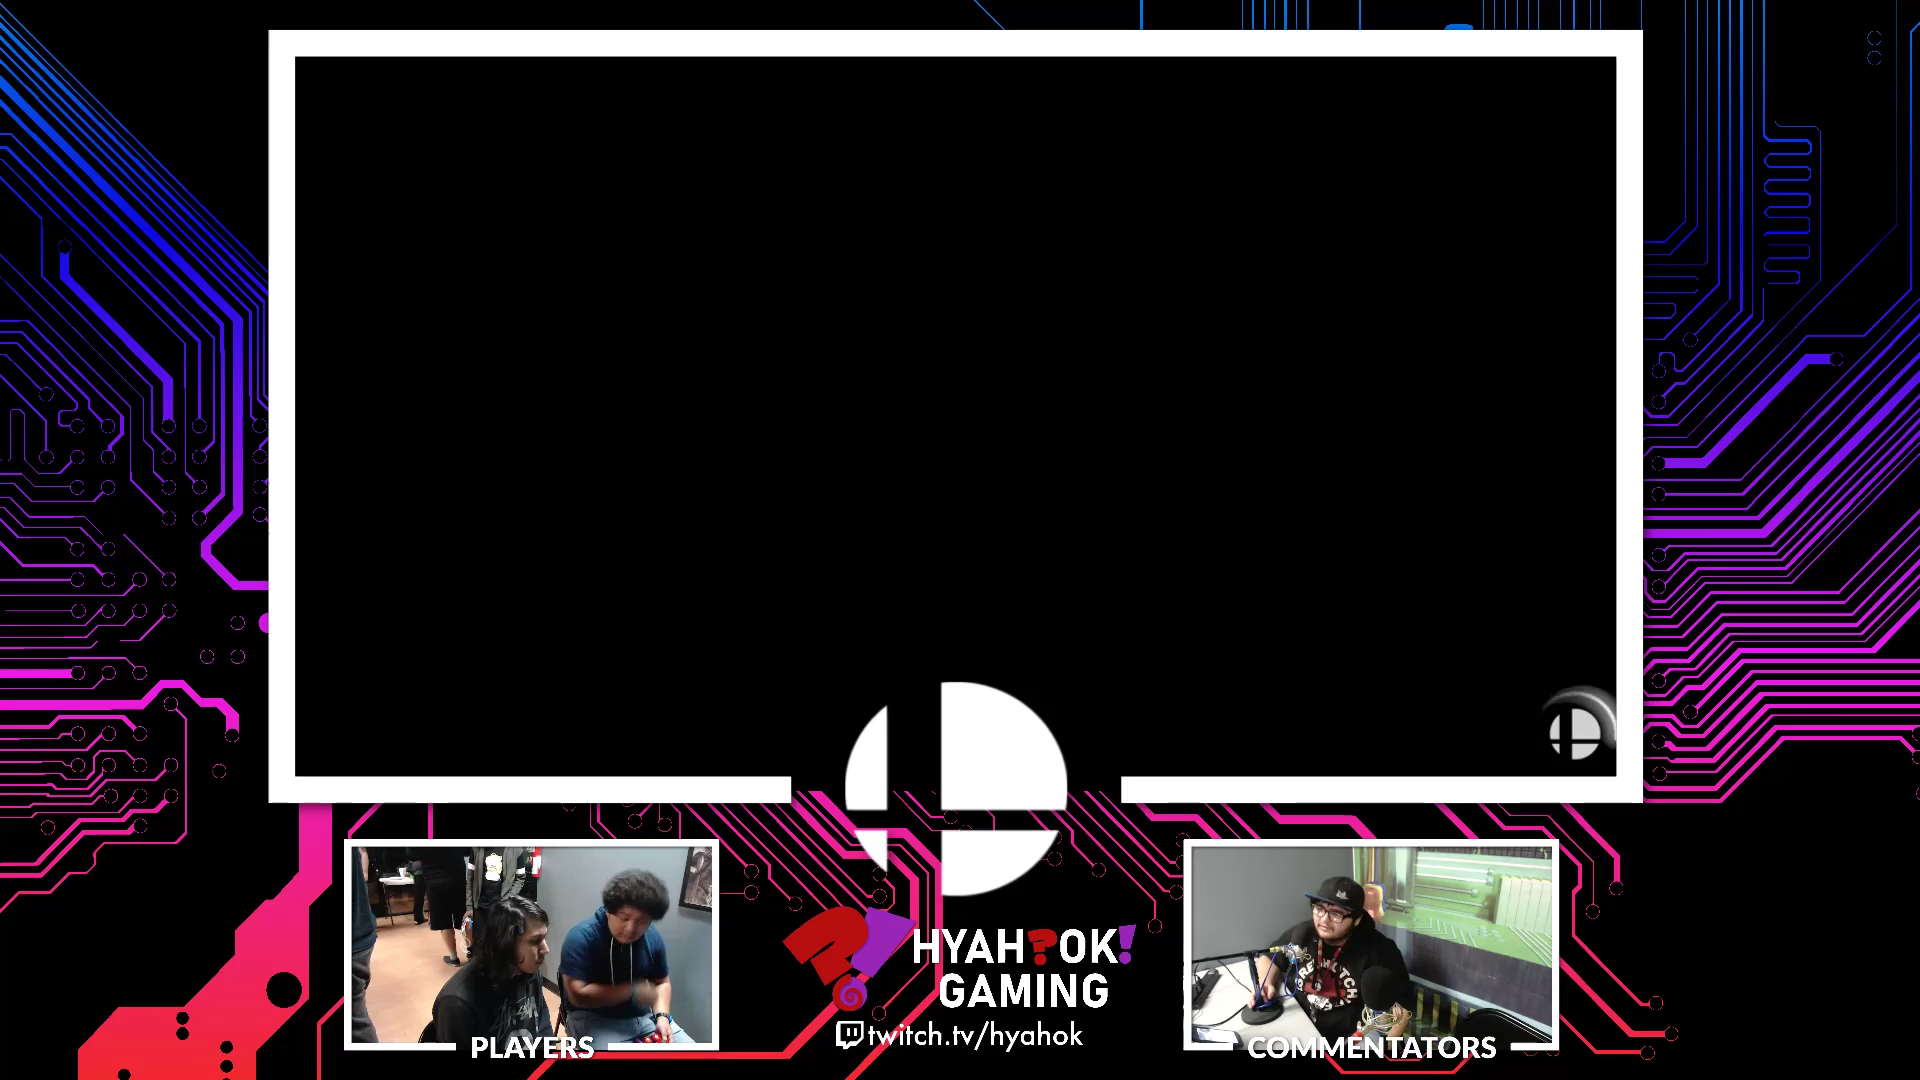 HYAH?OK!
GAMING
twitch.tv/hyahok
PLAYERS
COMMENTATORS